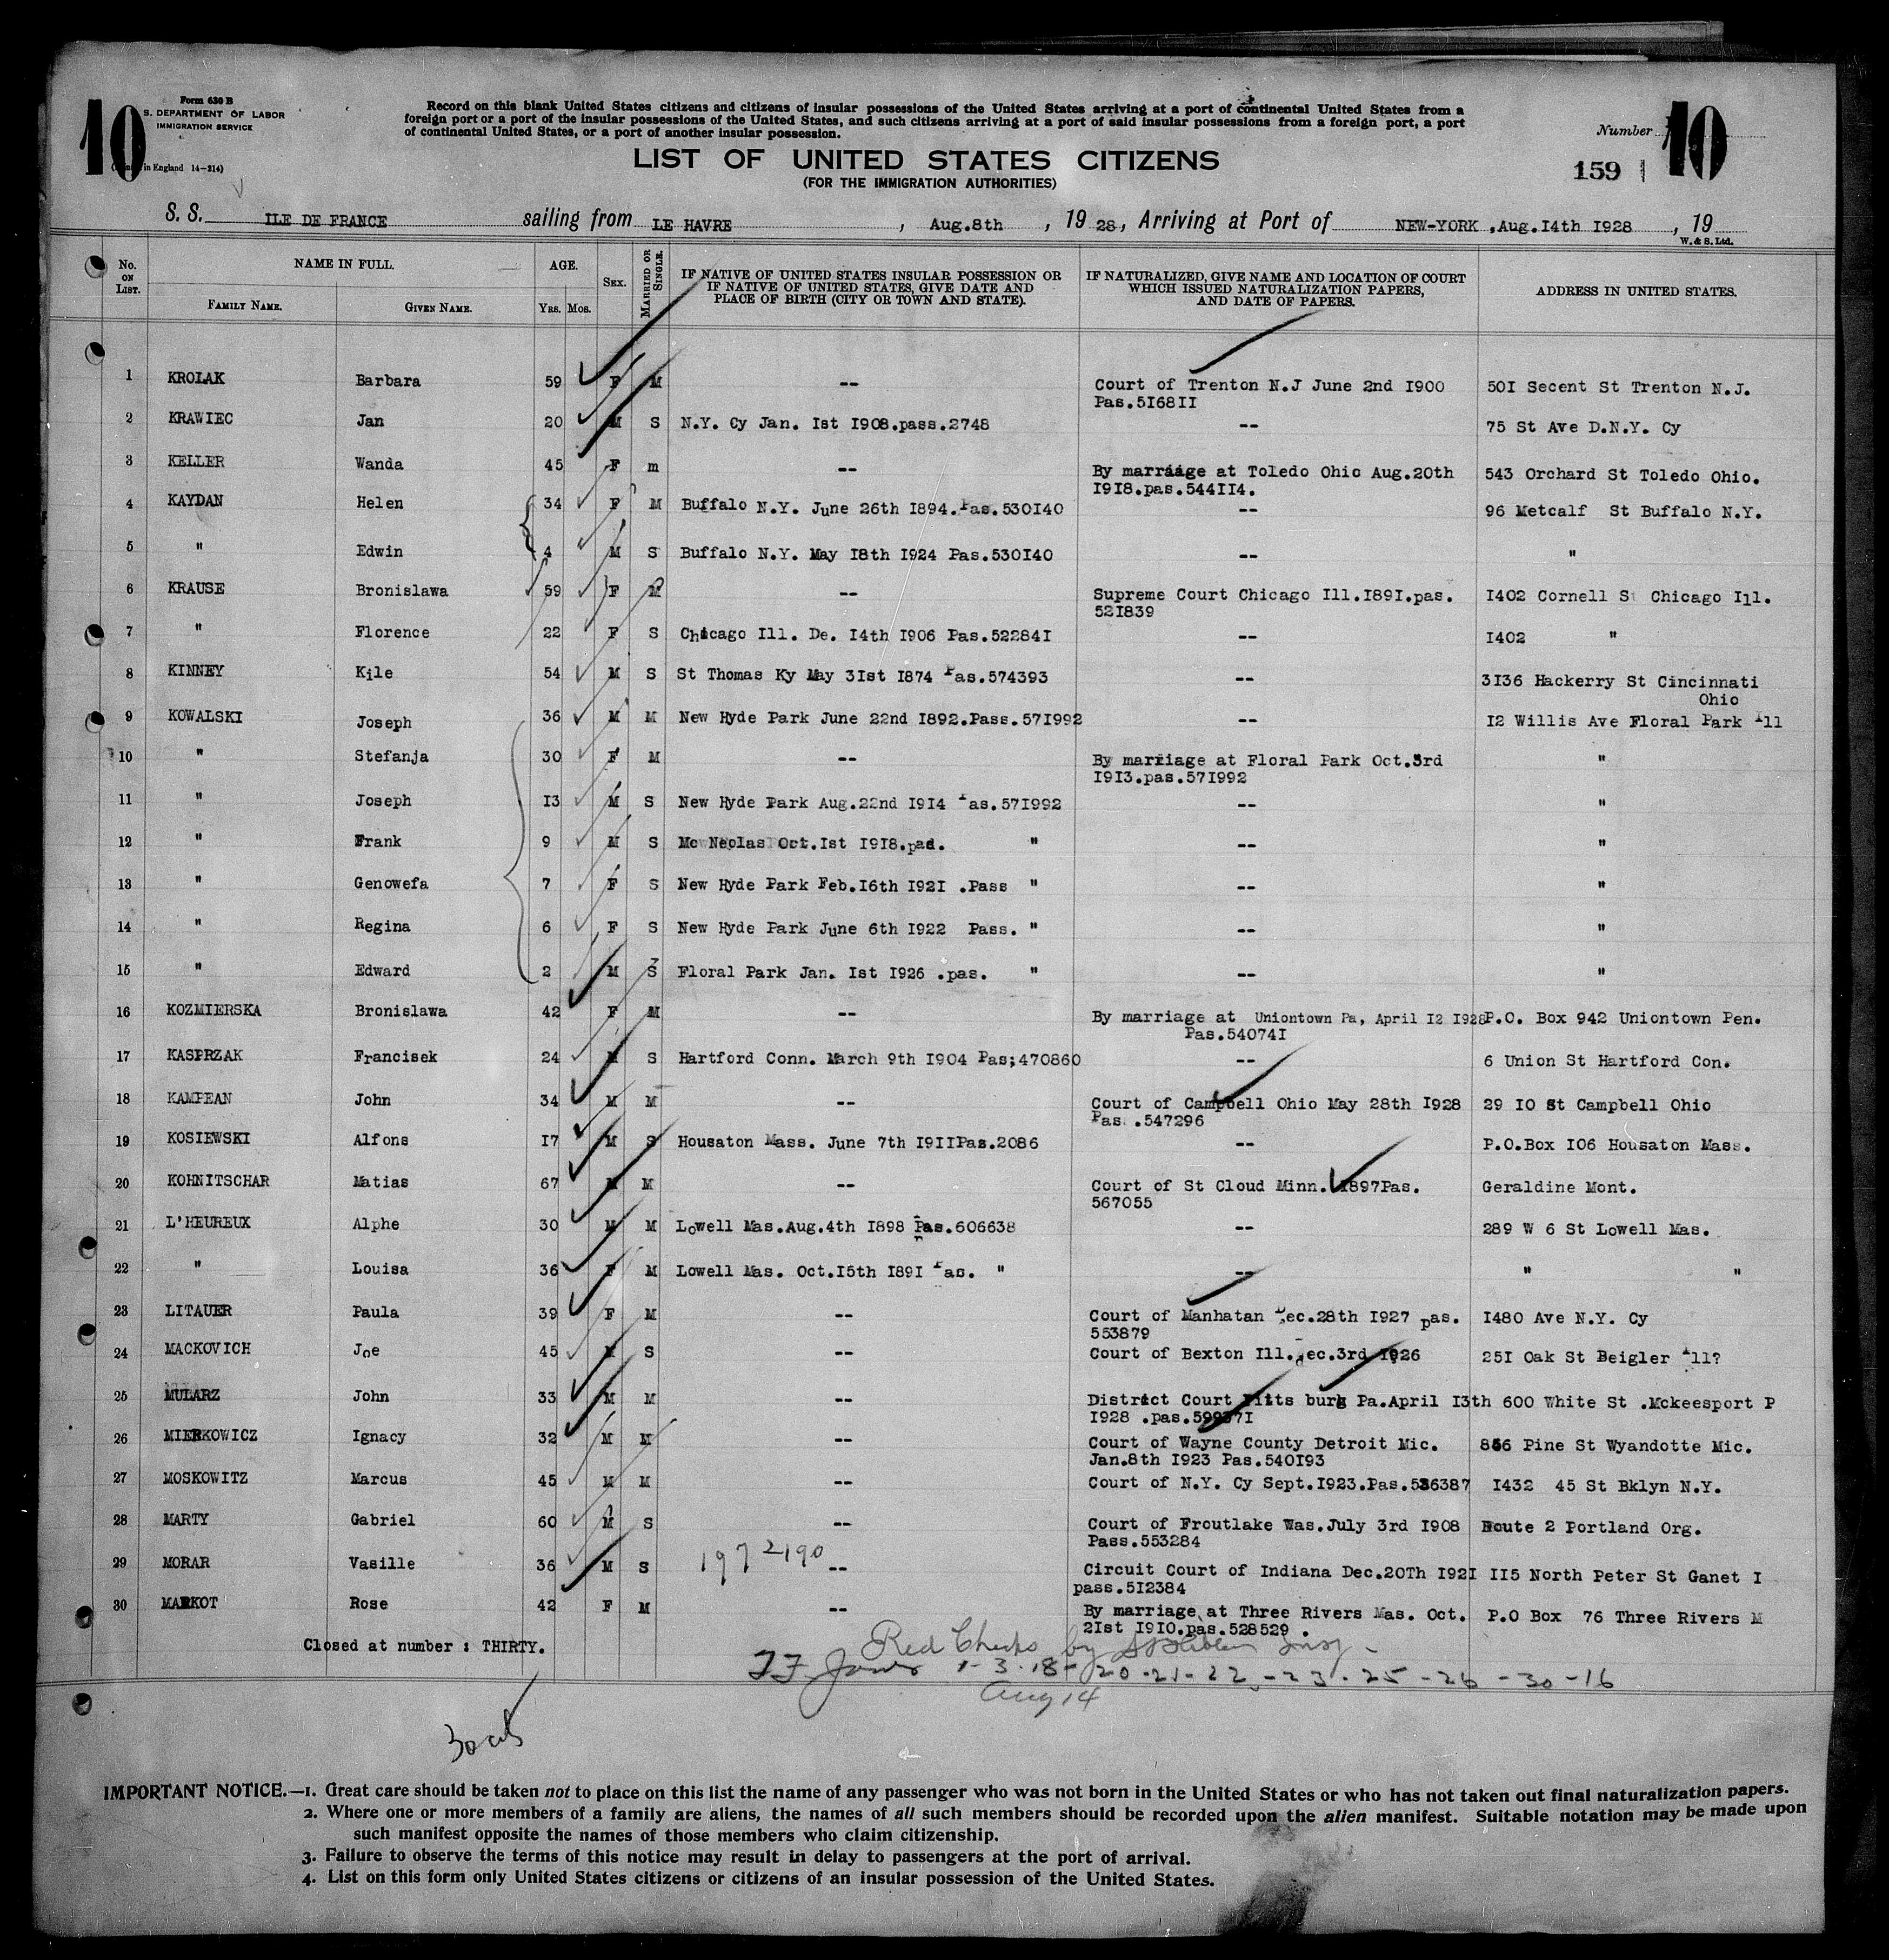 10
Form 630 B
S. DEPARTMENT OF LABOR
IMMIGRATION SERVICE
in England 14-214)
Record on this blank United States citizens and citizens of insular possessions of the United States arriving at a port of continental United States from a
foreign port or a port of the insular possessions of the United States, and such citizens arriving at a port of said insular possessions from a foreign port, a port
of continental United States, or a port of another insular possession.
LIST OF UNITED STATES CITIZENS
(FOR THE IMMIGRATION AUTHORITIES)
Number 10
159
S. S. ILE DE FRANCE sailing from LE HAVRE, Aug.8th, 19 28, Arriving at Port of NEW-YORK ,Aug.14th 1928, 19
W. & S. Ltd.
No. ON LIST. NAME IN FULL. AGE. SEX. MARRIED OR SINGLE. IF NATIVE OF UNITED STATES INSULAR POSSESSION OR IF NATIVE OF UNITED STATES, GIVE DATE AND PLACE OF BIRTH (CITY OR TOWN AND STATE). IF NATURALIZED, GIVE NAME AND LOCATION OF COURT WHICH ISSUED NATURALIZATION PAPERS, AND DATE OF PAPERS. ADDRESS IN UNITED STATES.
FAMILY NAME. GIVEN NAME. YRS. MOS.
1 KROLAK Barbara 59 F M -- Court of Trenton N.J June 2nd 1900 501 Secent St Trenton N.J.
Pas.516811
2 KRAWIEC Jan 20 M S N.Y. Cy Jan. 1st 1908.pass.2748 -- 75 St Ave D.N.Y. Cy
3 KELLER Wanda 45 F m -- By marriage at Toledo Ohio Aug.20th 543 Orchard St Toledo Ohio.
1918.pas.544114.
4 KAYDAN Helen 34 F M Buffalo N.Y. June 26th 1894.Pas.530140 -- 96 Metcalf St Buffalo N.Y.
5 " Edwin 4 M S Buffalo N.Y. May 18th 1924 Pas.530140 -- "
6 KRAUSE Bronislawa 59 F M -- Supreme Court Chicago Ill.1891.pas. 1402 Cornell S Chicago Ill.
521839
7 " Florence 22 F S Chicago Ill. De. 14th 1906 Pas.522841 -- 1402 "
8 KINNEY Kile 54 M S St Thomas Ky May 31st 1874 Pas.574393 -- 3136 Hackerry St Cincinnati
Ohio
9 KOWALSKI Joseph 36 M M New Hyde Park June 22nd 1892.Pass.571992 -- 12 Willis Ave Floral Park Ill
10 " Stefanja 30 F M -- By marriage at Floral Park Oct.3rd "
1913.pas.571992
11 " Joseph 13 M S New Hyde Park Aug.22nd 1914 Pas.571992 -- "
12 " Frank 9 M S Mc Neolas Oct.1st 1918.pad. " -- "
13 " Genowefa 7 F S New Hyde Park Feb.16th 1921 .Pass " -- "
14 " Regina 6 F S New Hyde Park June 6th 1922 Pass. " -- "
15 " Edward 2 M S Floral Park Jan. 1st 1926 .pas. " -- "
16 KOZMIERSKA Bronislawa 42 F M -- By marriage at Uniontown Pa, April 12 1928 P.O. Box 942 Uniontown Pen.
Pas.540741
17 KASPRZAK Francisek 24 M S Hartford Conn. March 9th 1904 Pas;470860 -- 6 Union St Hartford Con.
18 KAMPEAN John 34 M M -- Court of Campbell Ohio May 28th 1928 29 10 St Campbell Ohio
Pas .547296
19 KOSIEWSKI Alfons 17 M S Housaton Mass. June 7th 1911Pas.2086 -- P.O.Box 106 Housaton Mass.
20 KOHNITSCHAR Matias 67 M M -- Court of St Cloud Minn. 1897Pas. Geraldine Mont.
567055
21 L'HEUREUX Alphe 30 M M Lowell Mas.Aug.4th 1898 Pas.606638 -- 289 W 6 St Lowell Mas.
22 " Louisa 36 F M Lowell Mas. Oct.15th 1891 Pas. " -- " "
23 LITAUER Paula 39 F M -- Court of Manhatan Dec.28th 1927 pas. 1480 Ave N.Y. Cy
553879
24 MACKOVICH Joe 45 M S Court of Bexton Ill.dec.3rd 1926 251 Oak St Beigler Ill?
25 MULARZ John 33 M M -- District Court Pitts burg Pa.April 13th 600 White St .Mckeesport P
1928 .pas.599371
26 MIERKOWICZ Ignacy 32 M M -- Court of Wayne County Detroit Mic. 856 Pine St Wyandotte Mic.
Jan.8th 1923 Pas.540193
27 MOSKOWITZ Marcus 45 M M -- Court of N.Y. Cy Sept.1923.Pas.536387 1432 45 St Bklyn N.Y.
28 MARTY Gabriel 60 M S -- Court of Froutlake Was.July 3rd 1908 Route 2 Portland Org.
Pass.553284
29 MORAR Vasille 36 M S 197 2190 -- Circuit Court of Indiana Dec.20Th 1921 115 North Peter St Ganet I
pass.512384
30 MARKOT Rose 42 F M -- By marriage at Three Rivers Mas. Oct. P.O Box 76 Three Rivers M
21st 1910.pas.528529 .
Closed at number : THIRTY.
Red Checks by Insp.
1-3-18-20-21-22-23-25-26-30-16
Aug 14
30
IMPORTANT NOTICE.—1. Great care should be taken not to place on this list the name of any passenger who was not born in the United States or who has not taken out final naturalization papers.
2. Where one or more members of a family are aliens, the names of all such members should be recorded upon the alien manifest. Suitable notation may be made upon
such manifest opposite the names of those members who claim citizenship.
3. Failure to observe the terms of this notice may result in delay to passengers at the port of arrival.
4. List on this form only United States citizens or citizens of an insular possession of the United States.